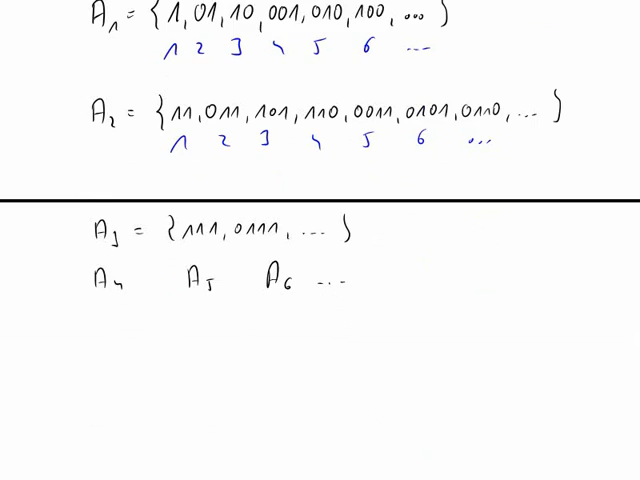 A₁ = {1, 01, 10, 001, 010, 100, ...}
1 2 3 4 5 6 ...
A₂ = {11, 011, 101, 110, 0011, 0101, 0110, ...}
1 2 3 4 5 6 ...
A₃ = {111, 0111, ...}
A₄ A₅ A₆ ...